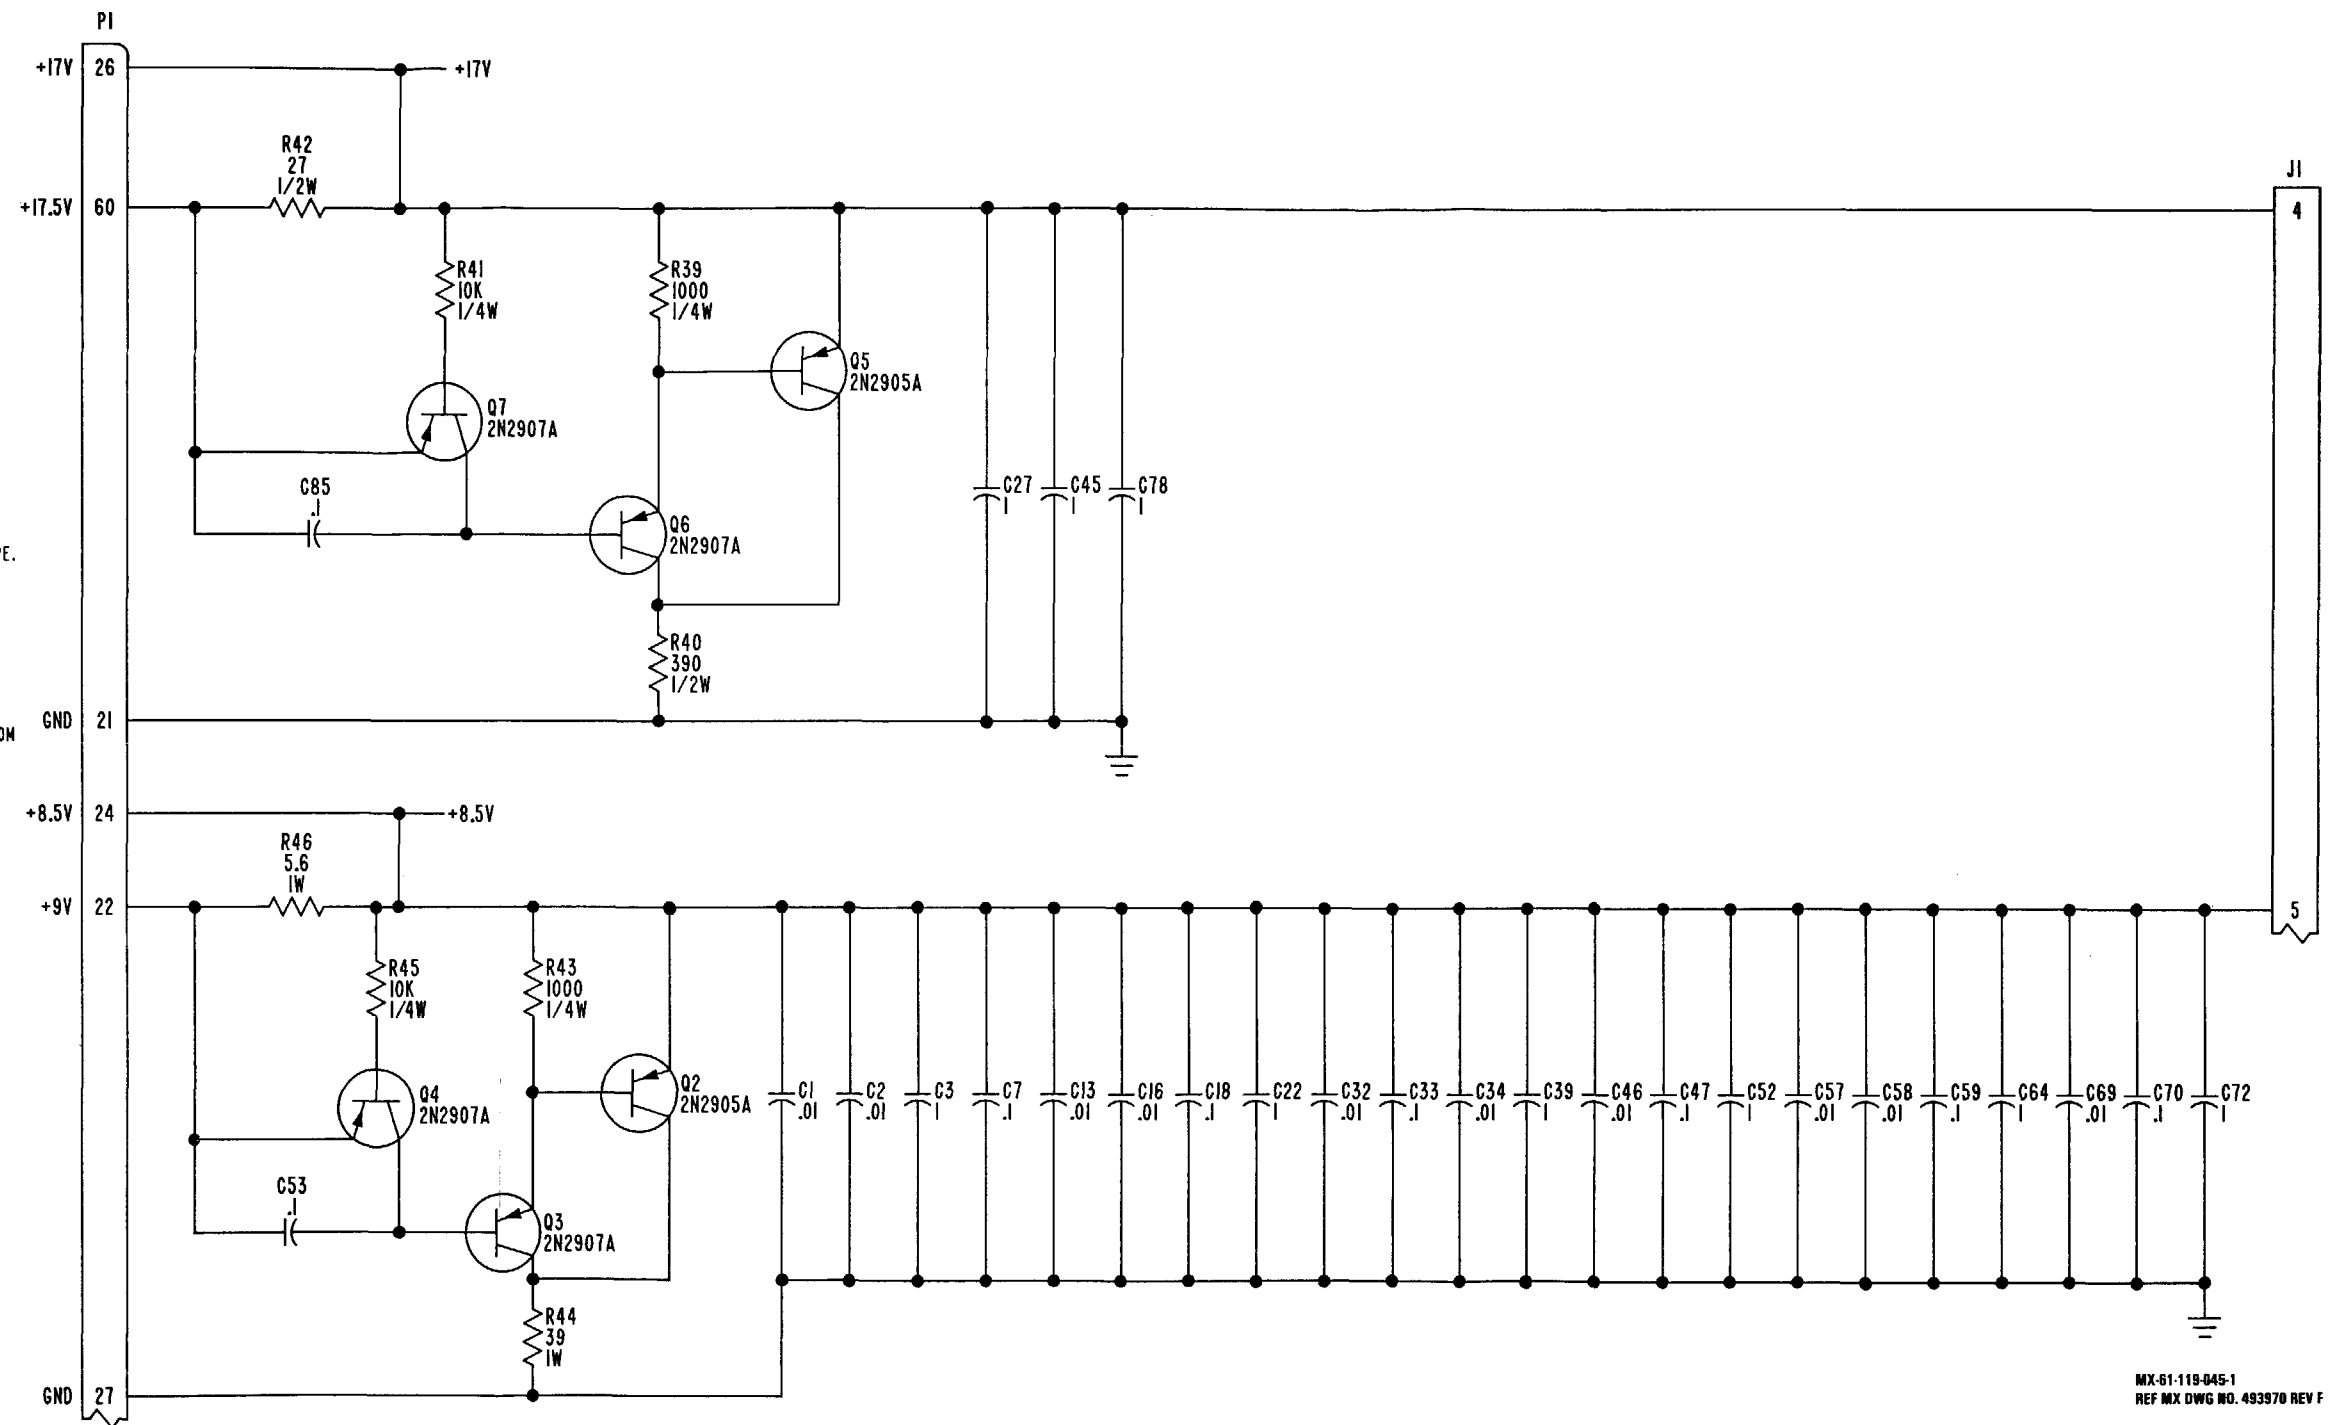 P1
+17V 26 +17V
R42
27
1/2W
J1
+17.5V 60
4
R41
10K
1/4W
R39
1000
1/4W
Q5
2N2905A
Q7
2N2907A
C85
.1
C27
1
C45
1
C78
1
Q6
2N2907A
PE.
R40
390
1/2W
GND 21
OM
+8.5V 24 +8.5V
R46
5.6
1W
+9V 22
5
R45
10K
1/4W
R43
1000
1/4W
Q4
2N2907A
Q2
2N2905A
C1
.01
C2
.01
C3
1
C7
.1
C13
.01
C16
.01
C18
.1
C22
1
C32
.01
C33
.1
C34
.01
C39
1
C46
.01
C47
.1
C52
1
C57
.01
C58
.01
C59
.1
C64
1
C69
.01
C70
.1
C72
1
C53
.1
Q3
2N2907A
R44
39
1W
GND 27
MX-61-119-045-1
REF MX DWG NO. 493970 REV F